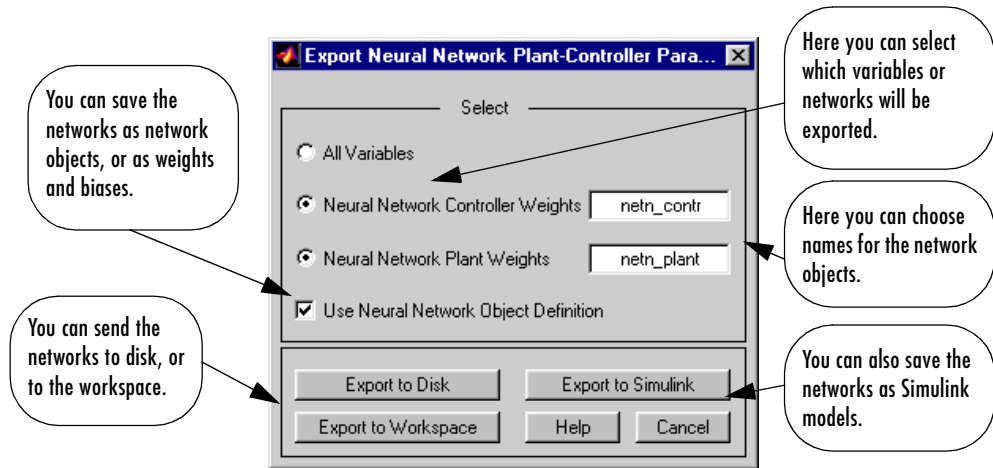 Export Neural Network Plant-Controller Para...
Here you can select
which variables or
networks will be
exported.
You can save the
networks as network
objects, or as weights
and biases.
Select
All Variables
Neural Network Controller Weights netn_contr
Neural Network Plant Weights netn_plant
Use Neural Network Object Definition
Here you can choose
names for the network
objects.
You can send the
networks to disk, or
to the workspace.
Export to Disk Export to Simulink
Export to Workspace Help Cancel
You can also save the
networks as Simulink
models.